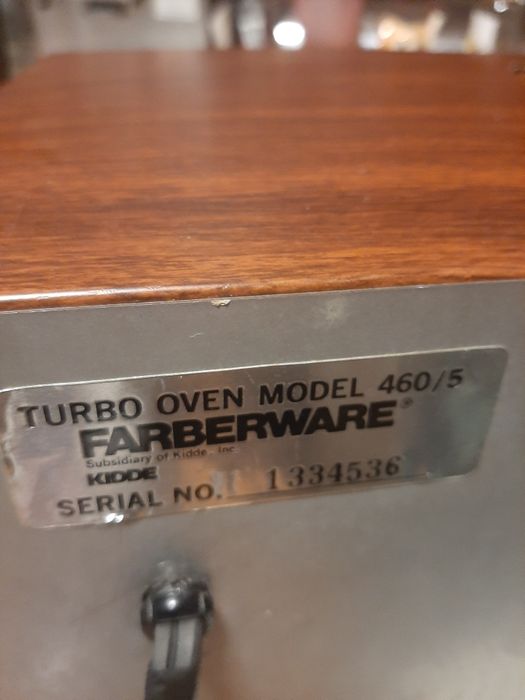 TURBO OVEN MODEL 460/5
FARBERWARE®
Subsidiary of Kidde, Inc.
KIDDE
SERIAL NO. 1334536